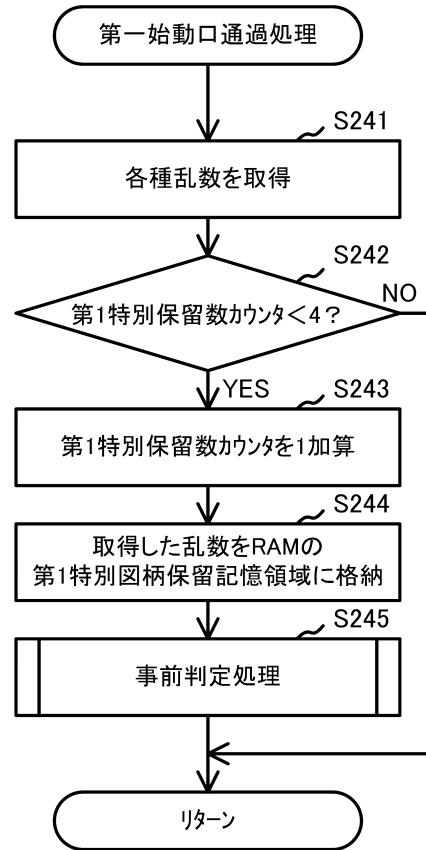 第一始動口通過処理
S241
各種乱数を取得
S242
第1特別保留数カウンタ＜4？
NO
YES
S243
第1特別保留数カウンタを1加算
S244
取得した乱数をRAMの
第1特別図柄保留記憶領域に格納
S245
事前判定処理
リターン